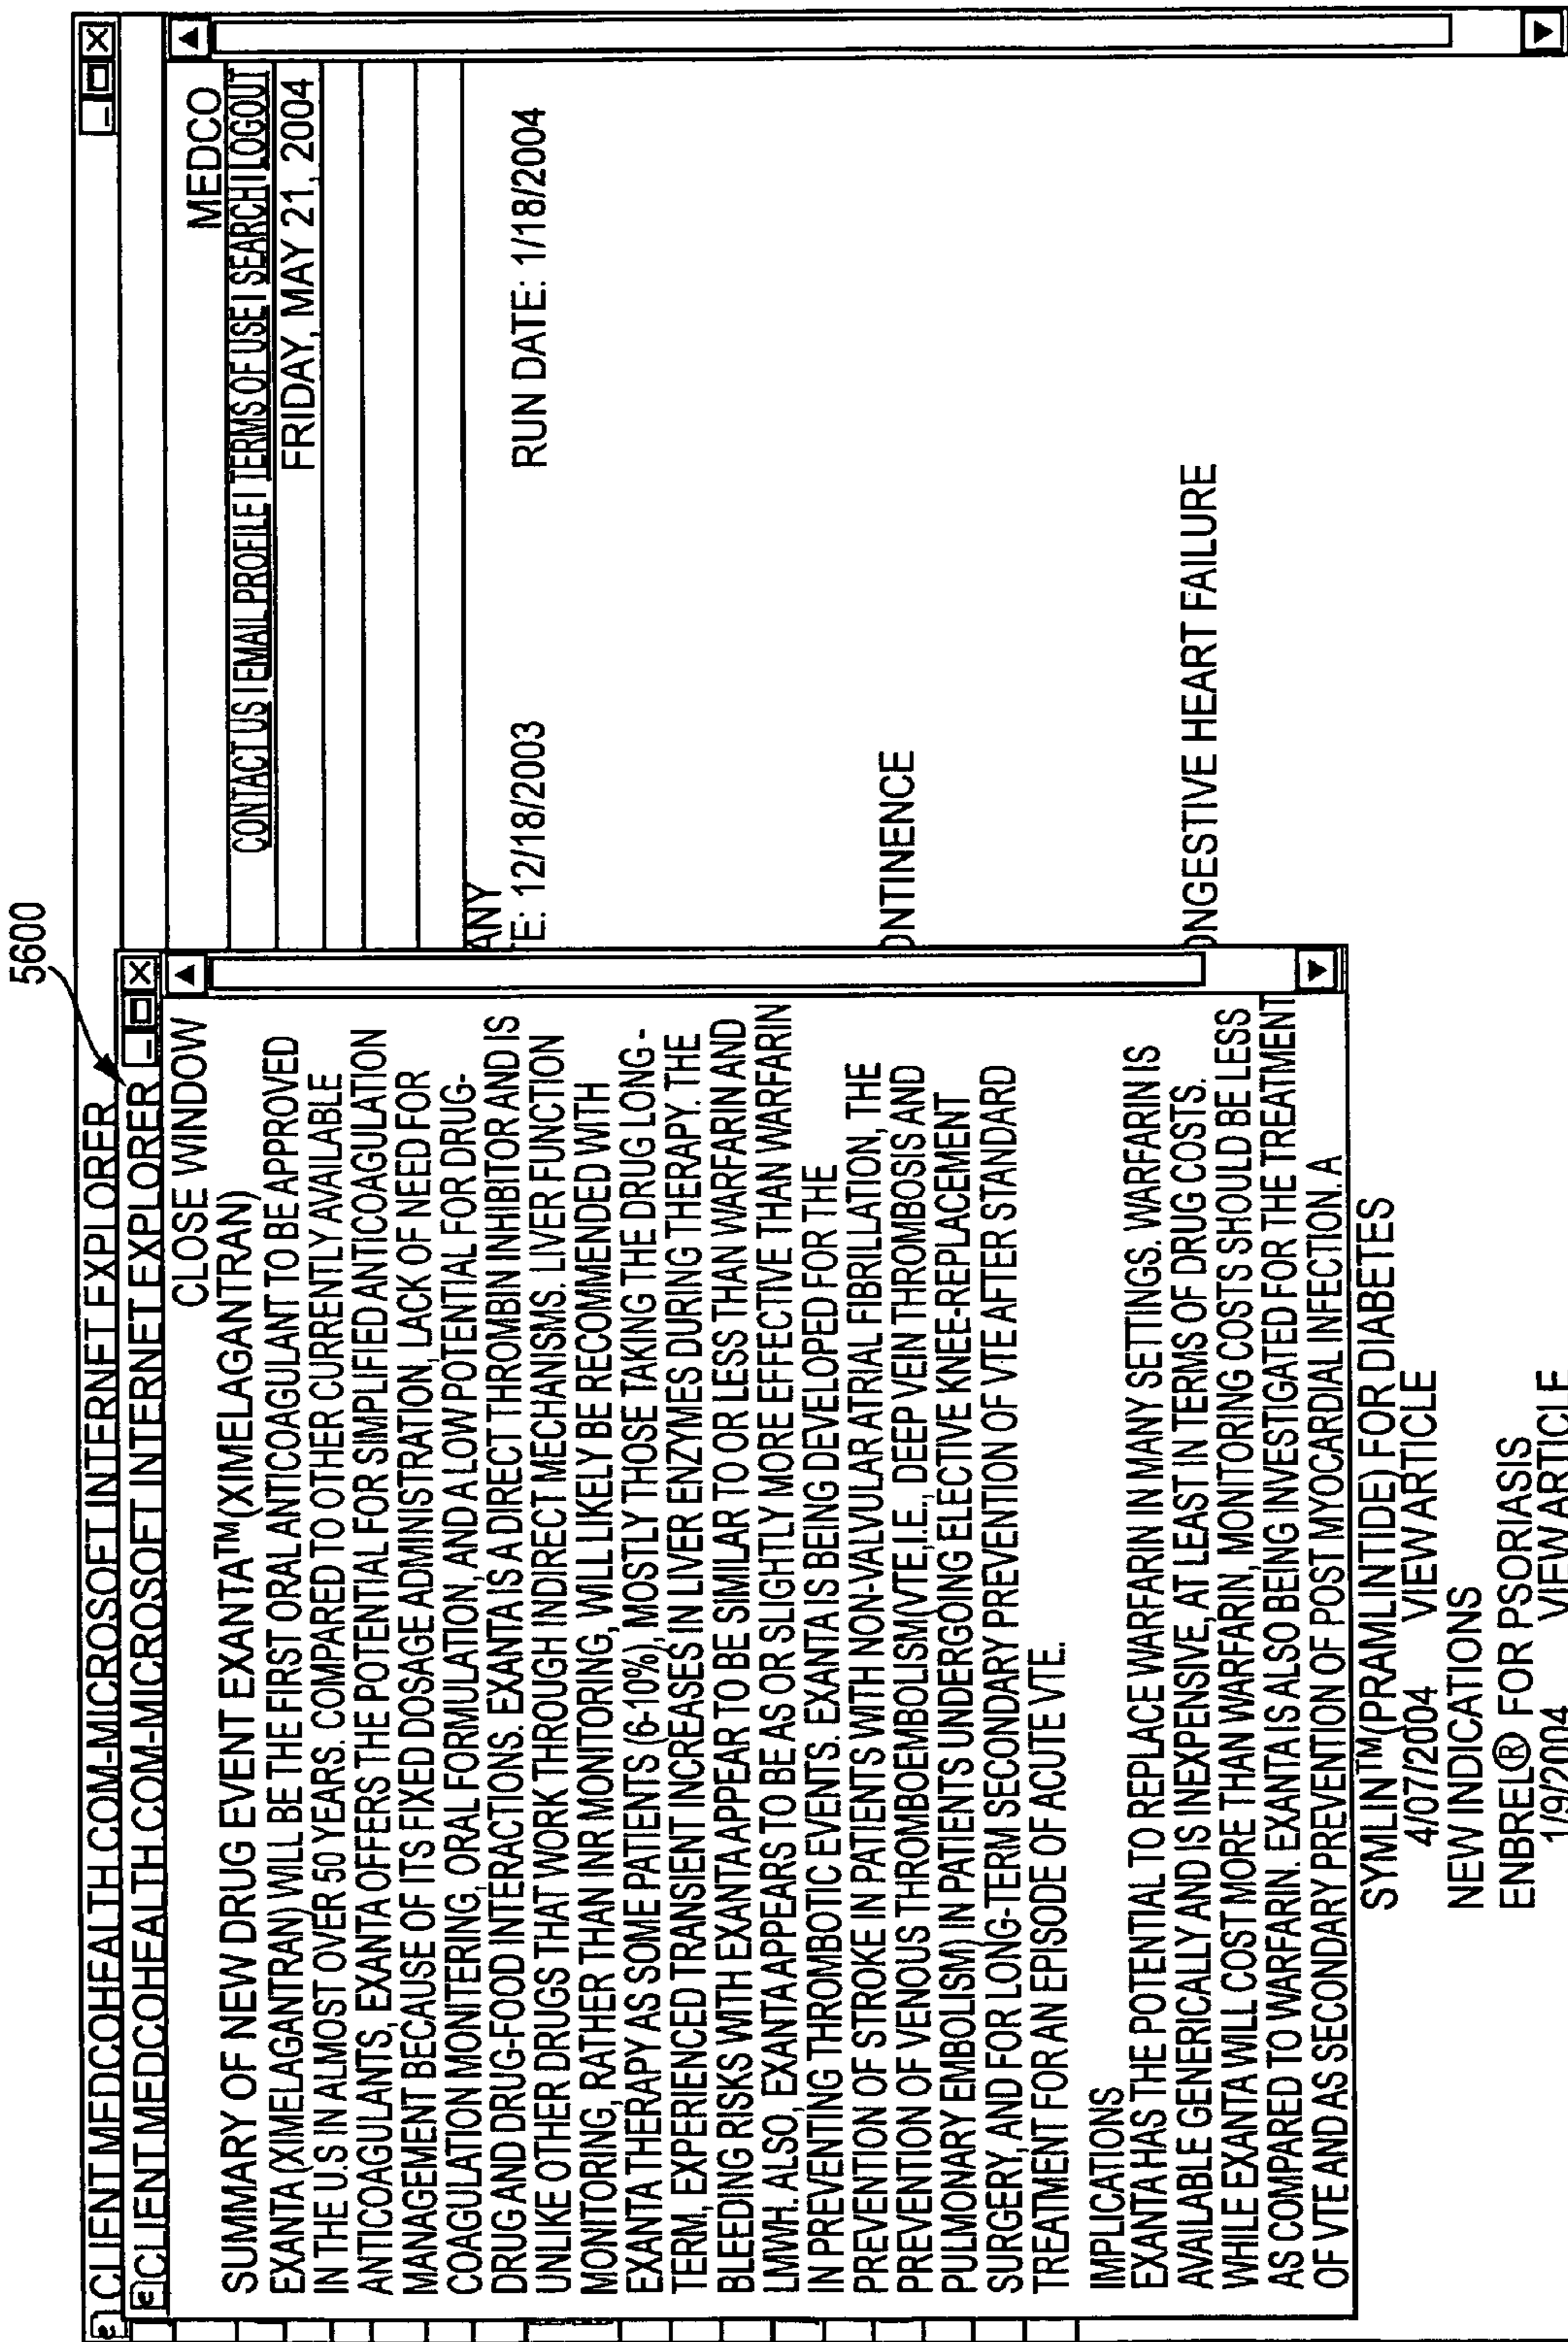 5600
CLIENT.MEDCOHEALTH.COM-MICROSOFT INTERNET EXPLORER
CLIENT.MEDCOHEALTH.COM-MICROSOFT INTERNET EXPLORER
CLOSE WINDOW
SUMMARY OF NEW DRUG EVENT EXANTA™(XIMELAGANTRAN)
EXANTA (XIMELAGANTRAN) WILL BE THE FIRST ORAL ANTICOAGULANT TO BE APPROVED
IN THE U.S IN ALMOST OVER 50 YEARS. COMPARED TO OTHER CURRENTLY AVAILABLE
ANTICOAGULANTS, EXANTA OFFERS THE POTENTIAL FOR SIMPLIFIED ANTICOAGULATION
MANAGEMENT BECAUSE OF ITS FIXED DOSAGE ADMINISTRATION, LACK OF NEED FOR
COAGULATION MONITERING, ORAL FORMULATION, AND A LOW POTENTIAL FOR DRUG-
DRUG AND DRUG-FOOD INTERACTIONS. EXANTA IS A DIRECT THROMBIN INHIBITOR AND IS
UNLIKE OTHER DRUGS THAT WORK THROUGH INDIRECT MECHANISMS. LIVER FUNCTION
MONITORING, RATHER THAN INR MONITORING, WILL LIKELY BE RECOMMENDED WITH
EXANTA THERAPY AS SOME PATIENTS (6-10%), MOSTLY THOSE TAKING THE DRUG LONG-
TERM, EXPERIENCED TRANSIENT INCREASES IN LIVER ENZYMES DURING THERAPY. THE
BLEEDING RISKS WITH EXANTA APPEAR TO BE SIMILAR TO OR LESS THAN WARFARIN AND
LMWH. ALSO, EXANTA APPEARS TO BE AS OR SLIGHTLY MORE EFFECTIVE THAN WARFARIN
IN PREVENTING THROMBOTIC EVENTS. EXANTA IS BEING DEVELOPED FOR THE
PREVENTION OF STROKE IN PATIENTS WITH NON-VALVULAR ATRIAL FIBRILLATION, THE
PREVENTION OF VENOUS THROMBOEMBOLISM(VTE,I.E., DEEP VEIN THROMBOSIS AND
PULMONARY EMBOLISM) IN PATIENTS UNDERGOING ELECTIVE KNEE-REPLACEMENT
SURGERY, AND FOR LONG-TERM SECONDARY PREVENTION OF VTE AFTER STANDARD
TREATMENT FOR AN EPISODE OF ACUTE VTE.
IMPLICATIONS
EXANTA HAS THE POTENTIAL TO REPLACE WARFARIN IN MANY SETTINGS. WARFARIN IS
AVAILABLE GENERICALLY AND IS INEXPENSIVE, AT LEAST IN TERMS OF DRUG COSTS.
WHILE EXANTA WILL COST MORE THAN WARFARIN, MONITORING COSTS SHOULD BE LESS
AS COMPARED TO WARFARIN. EXANTA IS ALSO BEING INVESTIGATED FOR THE TREATMENT
OF VTE AND AS SECONDARY PREVENTION OF POST MYOCARDIAL INFECTION. A
MEDCO
CONTACT US I EMAIL PROFILE I TERMS OF USE I SEARCH I LOGOUT
FRIDAY, MAY 21, 2004
ANY
TE: 12/18/2003 RUN DATE: 1/18/2004
ONTINENCE
ONGESTIVE HEART FAILURE
SYMLIN™(PRAMLINTIDE) FOR DIABETES
4/07/2004 VIEW ARTICLE
NEW INDICATIONS
ENBREL® FOR PSORIASIS
1/9/2004 VIEW ARTICLE